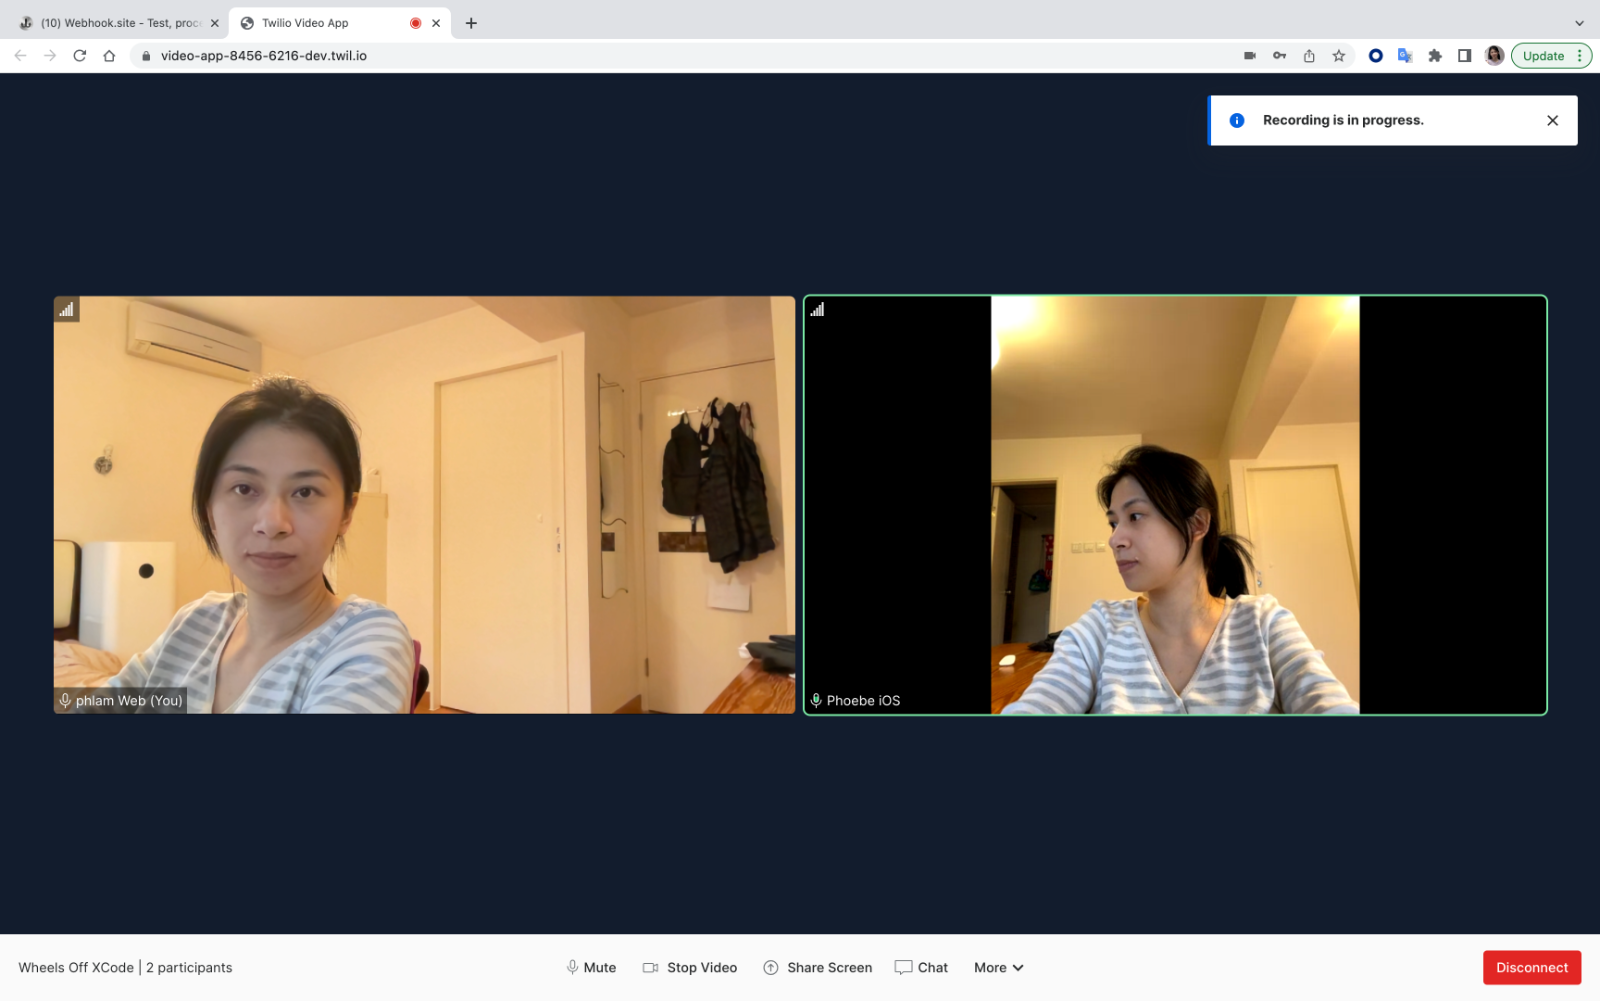 (10) Webhook.site - Test, proc
Twilio Video App
video-app-8456-6216-dev.twil.io
Update
Recording is in progress.
phlam Web (You)
Phoebe iOS
Wheels Off XCode | 2 participants
Mute
Stop Video
Share Screen
Chat
More
Disconnect